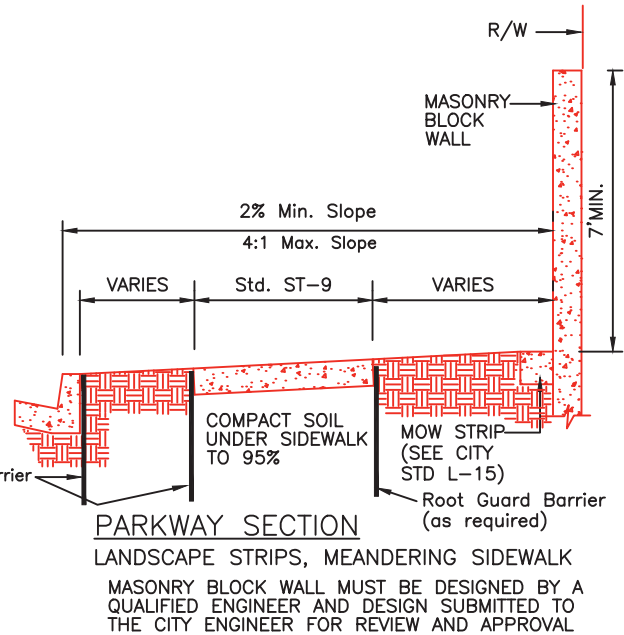 R/W
MASONRY
BLOCK
WALL
7'MIN.
2% Min. Slope
4:1 Max. Slope
VARIES
Std. ST-9
VARIES
COMPACT SOIL
UNDER SIDEWALK
TO 95%
MOW STRIP
(SEE CITY
STD L-15)
rrier
Root Guard Barrier
(as required)
PARKWAY SECTION
LANDSCAPE STRIPS, MEANDERING SIDEWALK
MASONRY BLOCK WALL MUST BE DESIGNED BY A
QUALIFIED ENGINEER AND DESIGN SUBMITTED TO
THE CITY ENGINEER FOR REVIEW AND APPROVAL